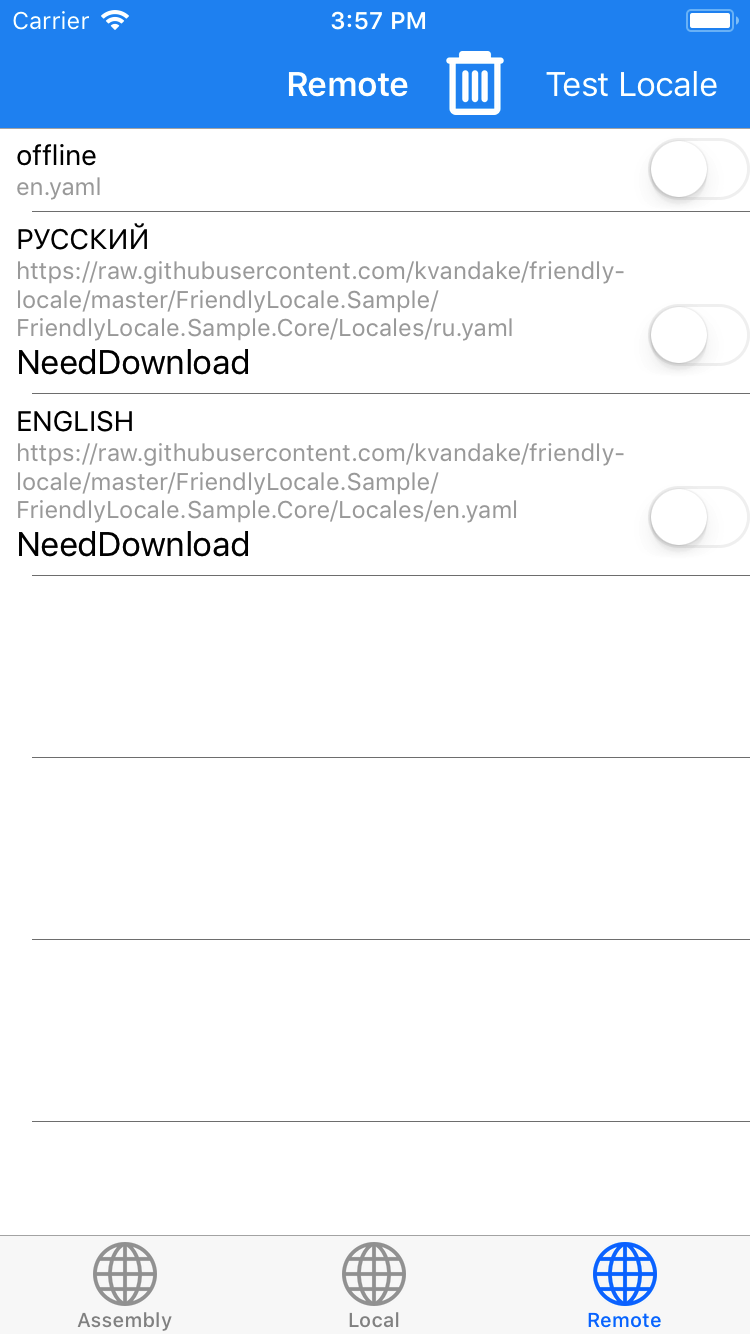 Carrier 3:57 PM
Remote Test Locale
offline
en.yaml
РУССКИЙ
https://raw.githubusercontent.com/kvandake/friendly-
locale/master/FriendlyLocale.Sample/
FriendlyLocale.Sample.Core/Locales/ru.yaml
NeedDownload
ENGLISH
https://raw.githubusercontent.com/kvandake/friendly-
locale/master/FriendlyLocale.Sample/
FriendlyLocale.Sample.Core/Locales/en.yaml
NeedDownload
Assembly Local Remote